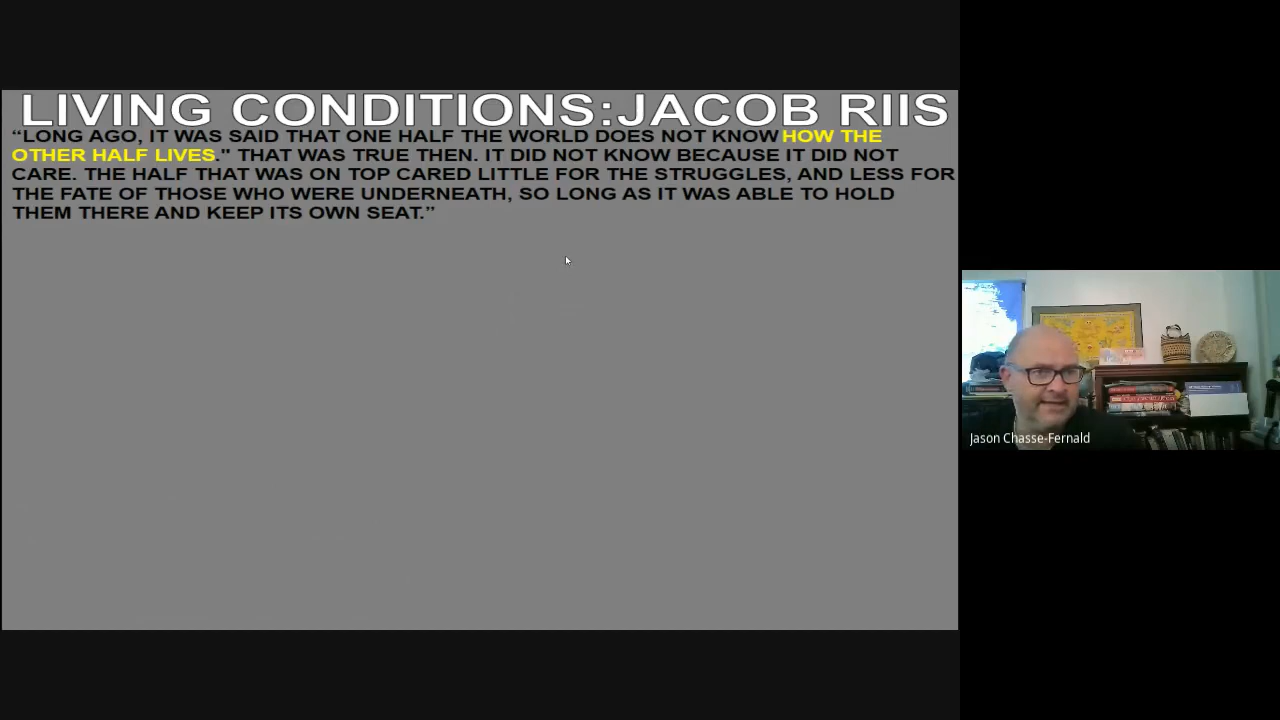 LIVING CONDITIONS:JACOB RIIS
“LONG AGO, IT WAS SAID THAT ONE HALF THE WORLD DOES NOT KNOW HOW THE
OTHER HALF LIVES." THAT WAS TRUE THEN. IT DID NOT KNOW BECAUSE IT DID NOT
CARE. THE HALF THAT WAS ON TOP CARED LITTLE FOR THE STRUGGLES, AND LESS FOR
THE FATE OF THOSE WHO WERE UNDERNEATH, SO LONG AS IT WAS ABLE TO HOLD
THEM THERE AND KEEP ITS OWN SEAT.”
Jason Chasse-Fernald